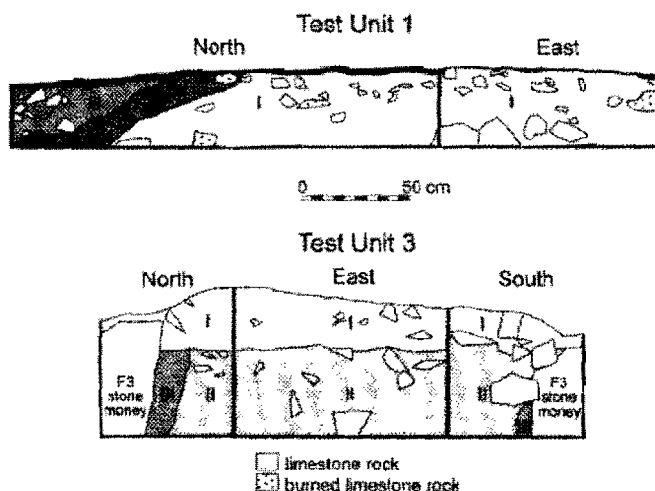 Test Unit 1
North East
I I
0 50 cm
Test Unit 3
North East South
I I I
F3 stone money
III II II II
F3 stone money
limestone rock
burned limestone rock